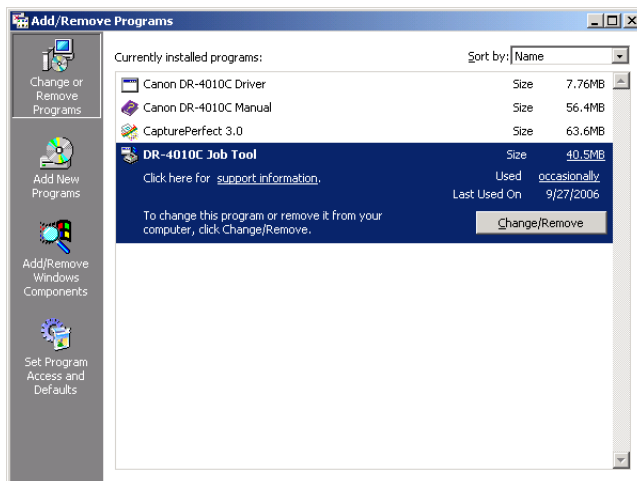 Add/Remove Programs
Change or
Remove
Programs
Add New
Programs
Add/Remove
Windows
Components
Set Program
Access and
Defaults
Currently installed programs:
Sort by: Name
Canon DR-4010C Driver Size 7.76MB
Canon DR-4010C Manual Size 56.4MB
CapturePerfect 3.0 Size 63.6MB
DR-4010C Job Tool Size 40.5MB
Click here for support information. Used occasionally
Last Used On 9/27/2006
To change this program or remove it from your
computer, click Change/Remove.
Change/Remove